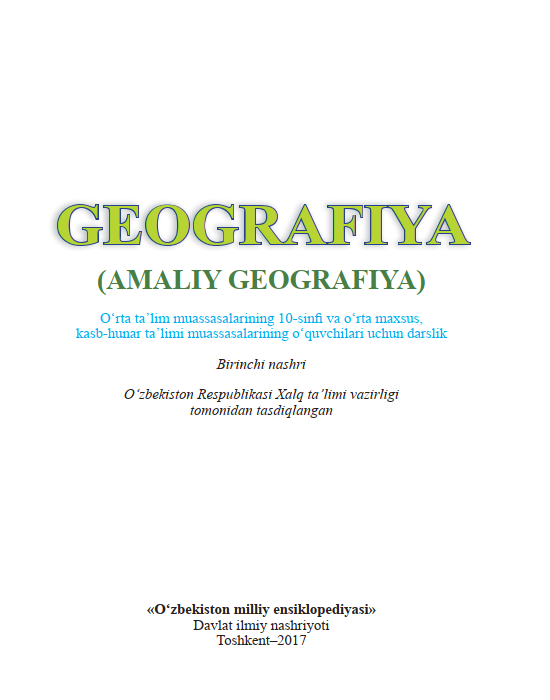 GEOGRAFIYA
(AMALIY GEOGRAFIYA)
O‘rta ta’lim muassasalarining 10-sinfi va o‘rta maxsus,
kasb-hunar ta’limi muassasalarining o‘quvchilari uchun darslik
Birinchi nashri
O‘zbekiston Respublikasi Xalq ta’limi vazirligi
tomonidan tasdiqlangan
«O‘zbekiston milliy ensiklopediyasi»
Davlat ilmiy nashriyoti
Toshkent–2017